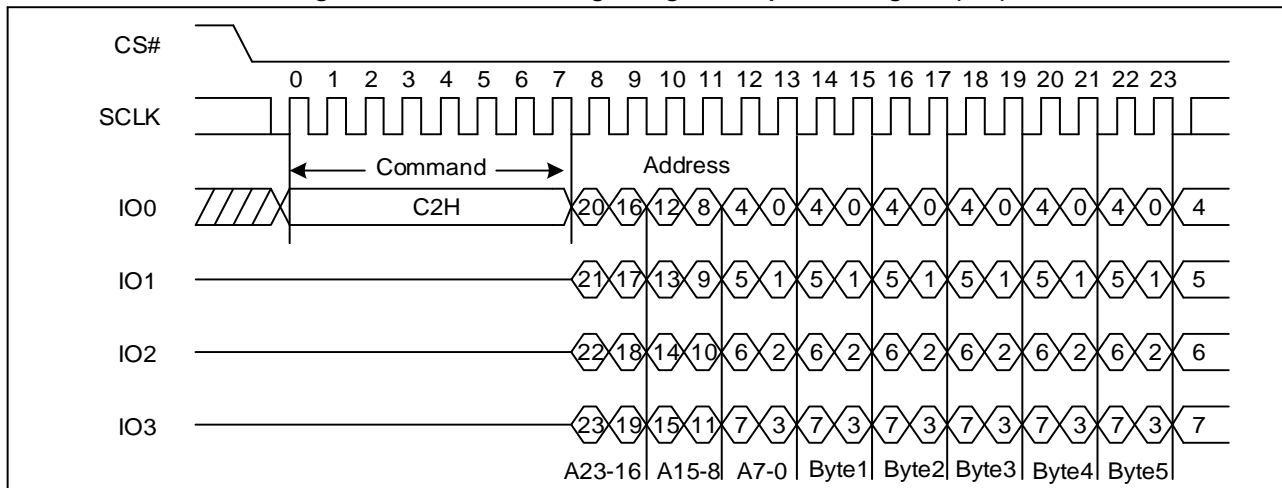 CS#
0 1 2 3 4 5 6 7 8 9 10 11 12 13 14 15 16 17 18 19 20 21 22 23
SCLK
Command Address
IO0 C2H 20 16 12 8 4 0 4 0 4 0 4 0 4 0 4 0 4
IO1 21 17 13 9 5 1 5 1 5 1 5 1 5 1 5 1 5
IO2 22 18 14 10 6 2 6 2 6 2 6 2 6 2 6 2 6
IO3 23 19 15 11 7 3 7 3 7 3 7 3 7 3 7 3 7
A23-16 A15-8 A7-0 Byte1 Byte2 Byte3 Byte4 Byte5